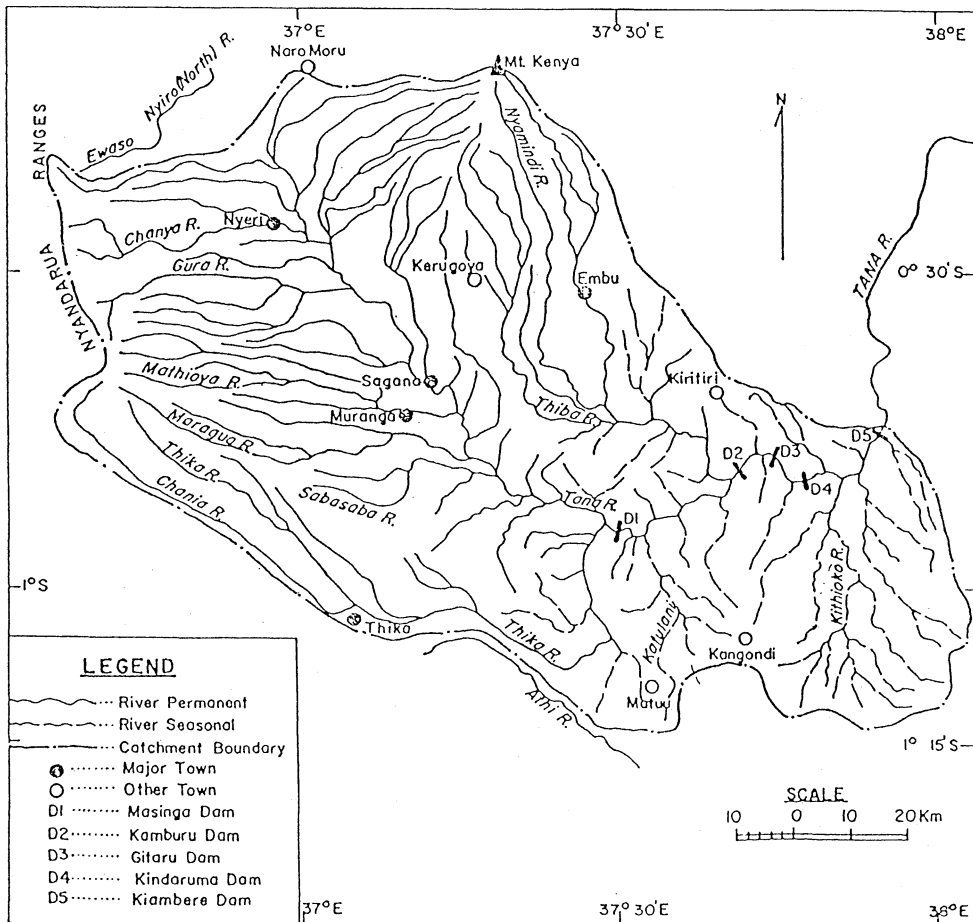 37°E
37°30'E
38°E
Naro Moru
Mt. Kenya
Ewaso Nyiro (North) R.
RANGES
NYANDARUA
N
Nyamindi R.
TANA R.
Chanya R.
Nyeri
Gura R.
Kerugoya
Embu
0° 30' S
Mathioya R.
Sagana
Muranga
Kiritiri
Thiba R.
Maragua R.
D5
D2
D3
D4
Thika R.
Sabasaba R.
Tana R.
D1
Chania R.
1°S
Thika
Thika R.
Katulani
Kithioko R.
Kangondi
Matuu
Athi R.
1° 15' S
LEGEND
River Permanant
River Seasonal
Catchment Boundary
Major Town
Other Town
D1 Masinga Dam
D2 Kamburu Dam
D3 Gitaru Dam
D4 Kindaruma Dam
D5 Kiambere Dam
SCALE
10 0 10 20 Km
37°E
37° 30' E
38°E